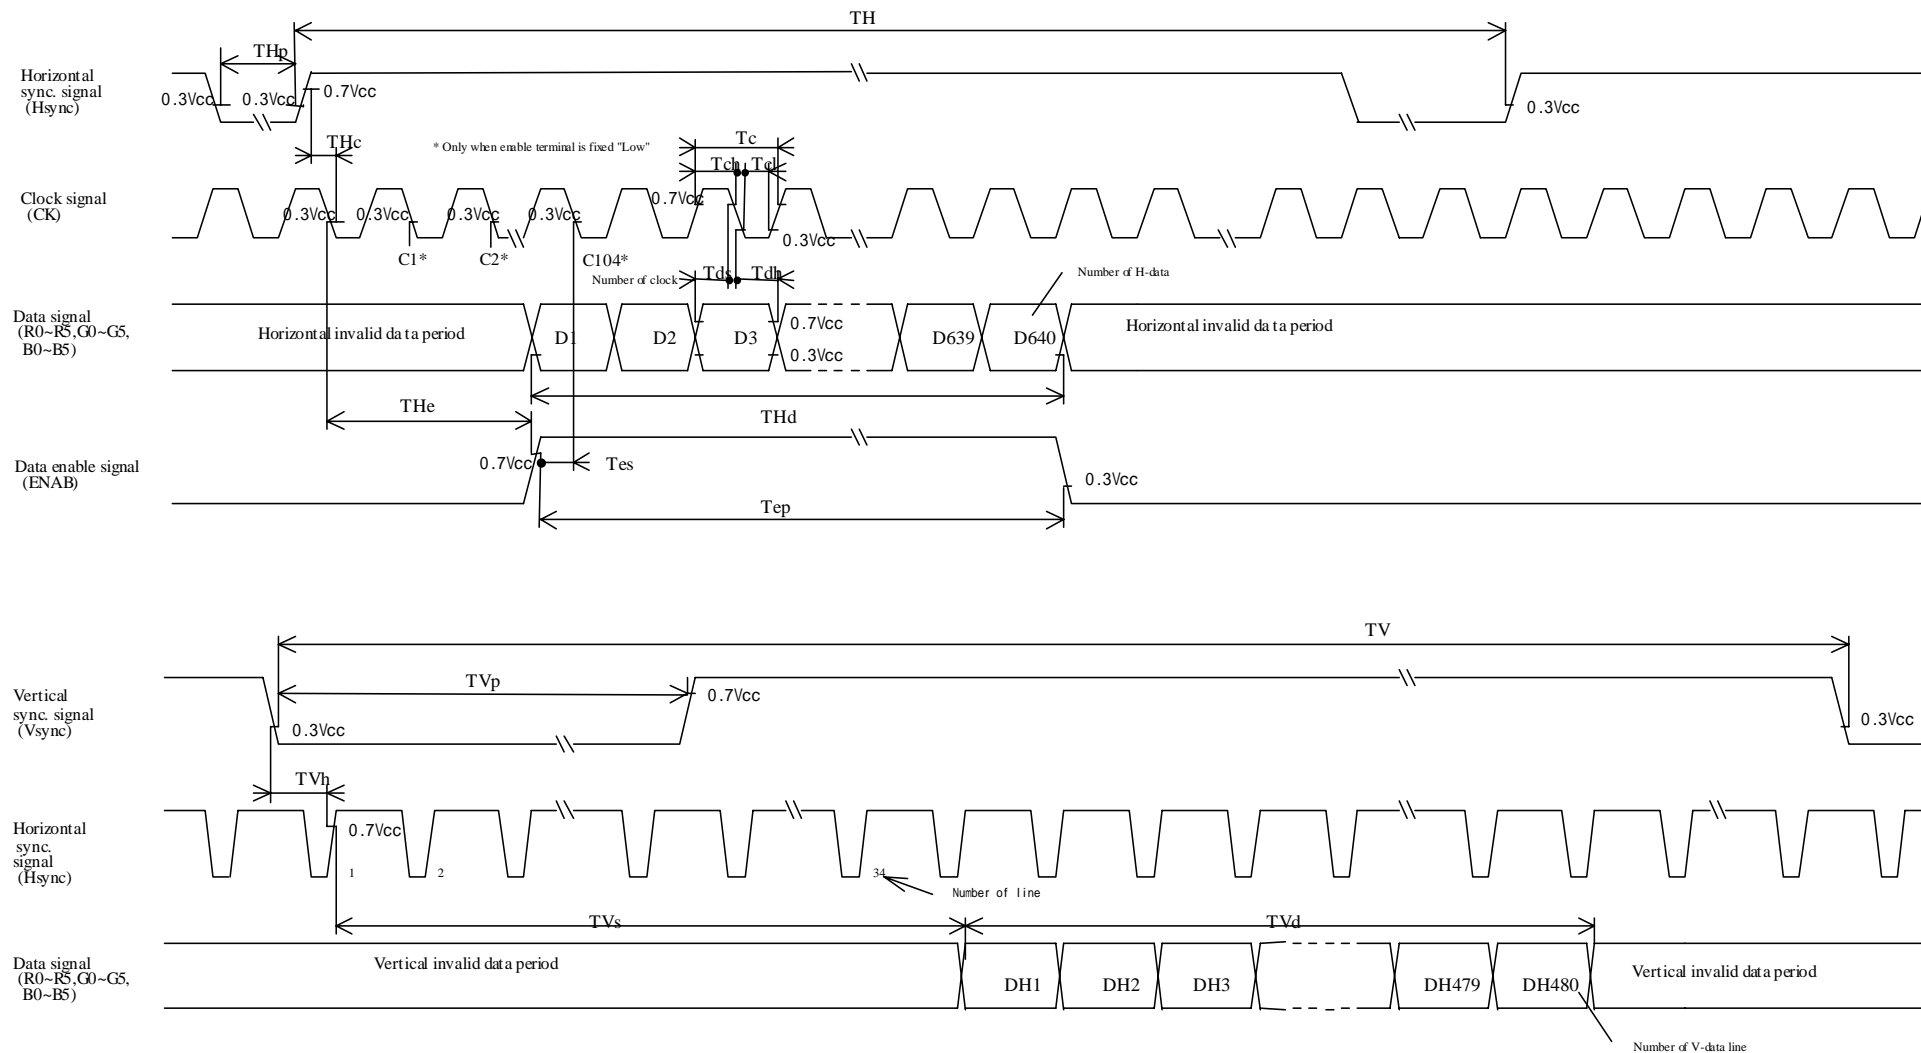 TH
THp
Horizontal
sync. signal
(Hsync)
0.3Vcc
0.3Vcc
0.7Vcc
0.3Vcc
THc
* Only when enable terminal is fixed "Low"
Tc
Tch
Tcl
Clock signal
(CK)
0.3Vcc
0.3Vcc
0.3Vcc
0.3Vcc
0.7Vcc
0.3Vcc
C1*
C2*
C104*
Number of clock
Tds
Tdh
Number of H-data
Data signal
(R0~R5,G0~G5,
B0~B5)
Horizontal invalid data period
D1
D2
D3
0.7Vcc
0.3Vcc
D639
D640
Horizontal invalid data period
THe
THd
Data enable signal
(ENAB)
0.7Vcc
Tes
0.3Vcc
Tep
TV
TVp
Vertical
sync. signal
(Vsync)
0.3Vcc
0.7Vcc
0.3Vcc
TVh
Horizontal
sync.
signal
(Hsync)
0.7Vcc
1
2
34
Number of line
TVs
TVd
Data signal
(R0~R5,G0~G5,
B0~B5)
Vertical invalid data period
DH1
DH2
DH3
DH479
DH480
Vertical invalid data period
Number of V-data line